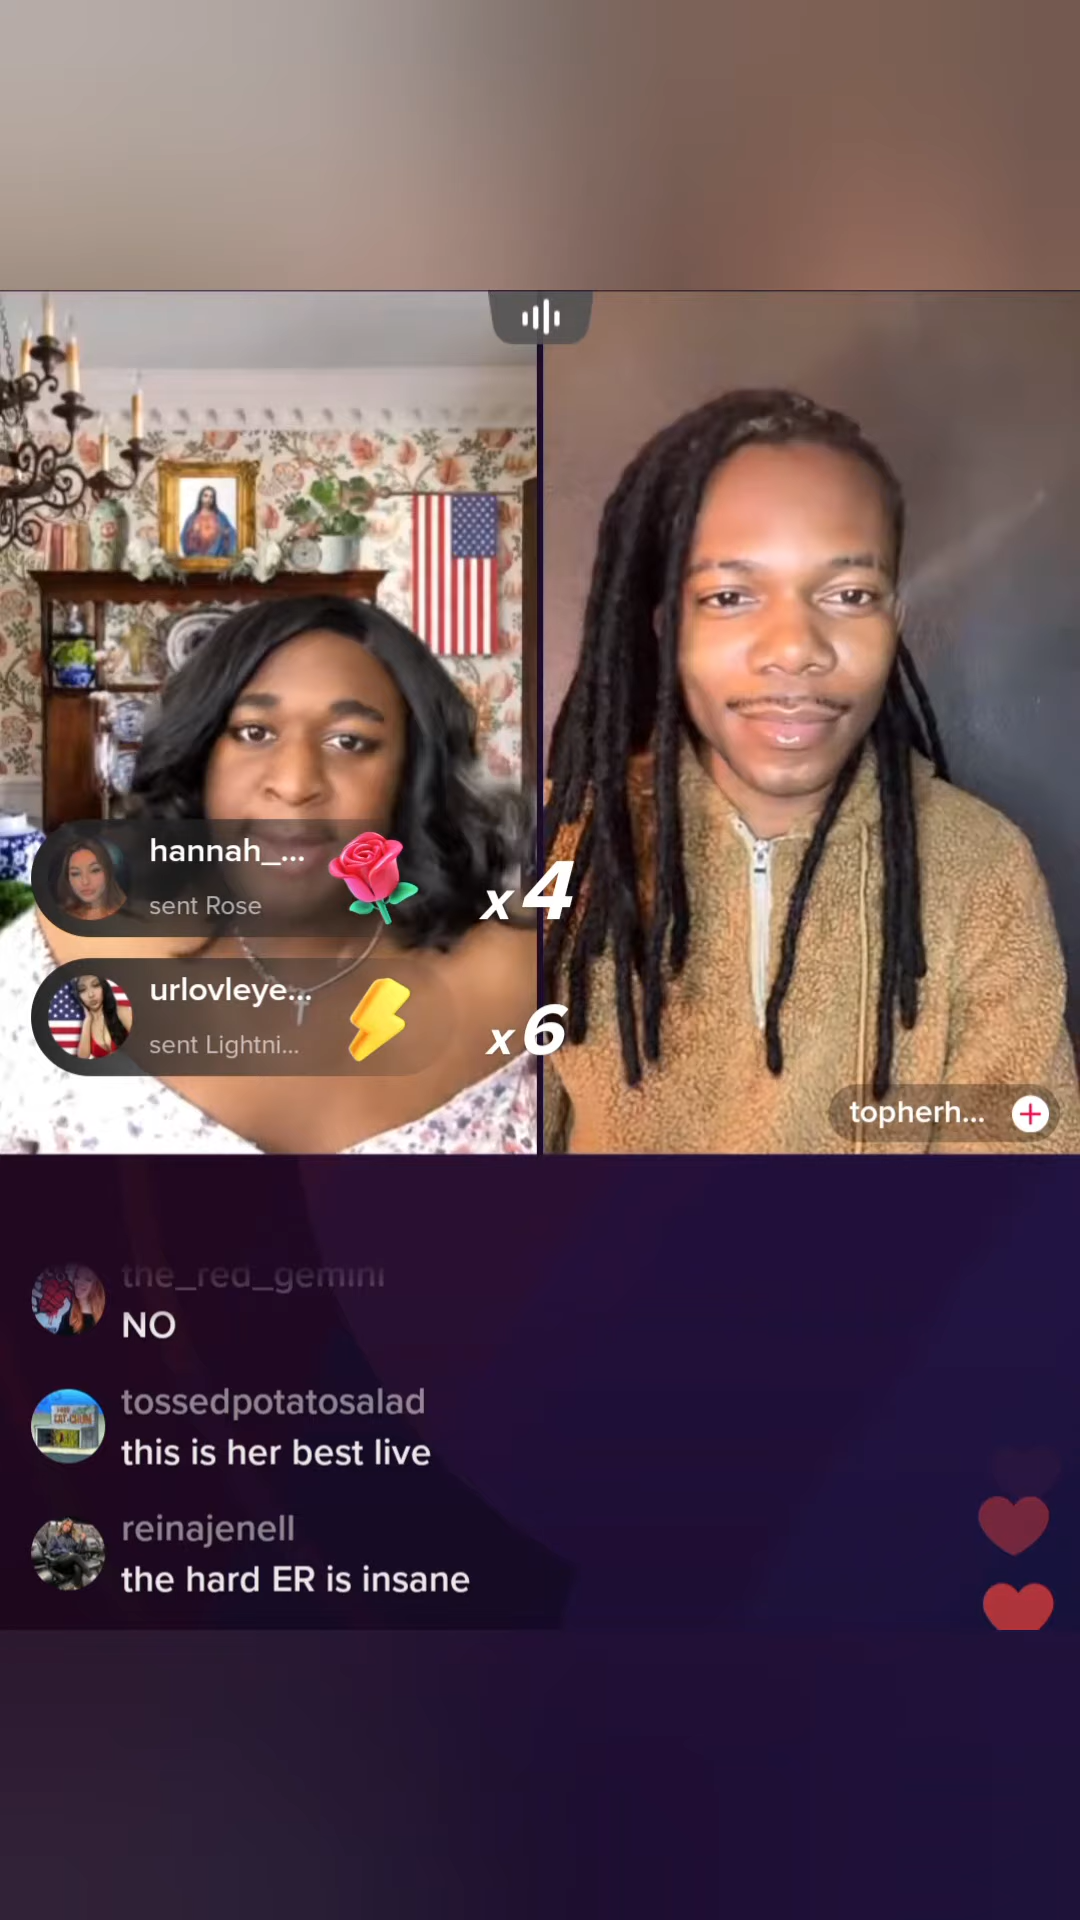 hannah_...
sent Rose
x4
urlovleye...
sent Lightni...
x6
topherh...
the_red_gemini
NO
tossedpotatosalad
this is her best live
reinajenell
the hard ER is insane